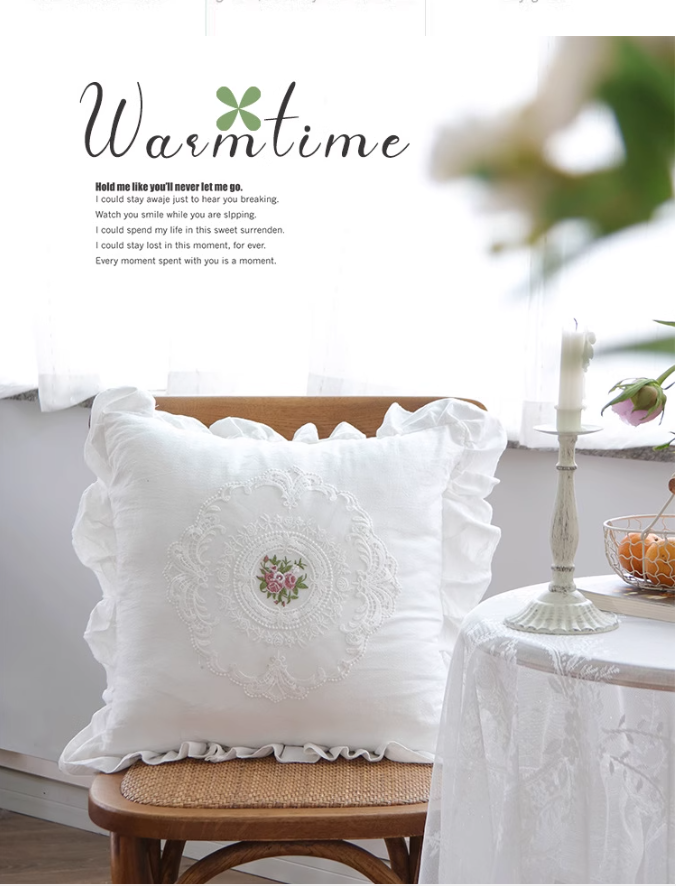 Warmtime
Hold me like you'll never let me go.
I could stay awaje just to hear you breaking.
Watch you smile while you are slpping.
I could spend my life in this sweet surrenden.
I could stay lost in this moment, for ever.
Every moment spent with you is a moment.